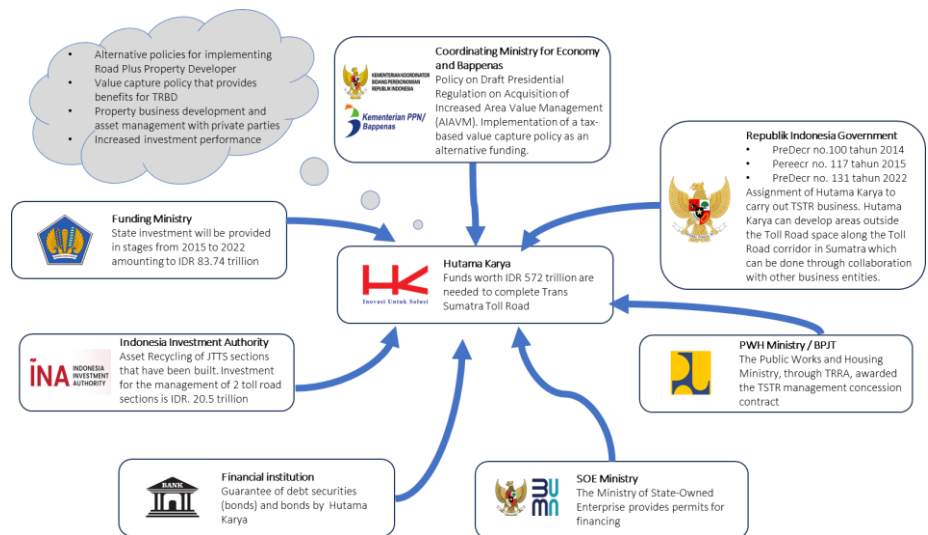 • Alternative policies for implementing
Road Plus Property Developer
• Value capture policy that provides
benefits for TRBD
• Property business development and
asset management with private parties
• Increased investment performance
Coordinating Ministry for Economy
and Bappenas
KEMENTERIAN KOORDINATOR
BIDANG PEREKONOMIAN
REPUBLIK INDONESIA
Kementerian PPN/
Bappenas
Policy on Draft Presidential
Regulation on Acquisition of
Increased Area Value Management
(AIAVM). Implementation of a tax-
based value capture policy as an
alternative funding.
Republik Indonesia Government
• PreDecr no.100 tahun 2014
• Pereecr no. 117 tahun 2015
• PreDecr no. 131 tahun 2022
Assignment of Hutama Karya to
carry out TSTR business. Hutama
Karya can develop areas outside
the Toll Road space along the Toll
Road corridor in Sumatra which
can be done through collaboration
with other business entities.
Funding Ministry
State investment will be provided
in stages from 2015 to 2022
amounting to IDR 83.74 trillion
HK
Inovasi Untuk Solusi
Hutama Karya
Funds worth IDR 572 trillion are
needed to complete Trans
Sumatra Toll Road
INA
INDONESIA
INVESTMENT
AUTHORITY
Indonesia Investment Authority
Asset Recycling of JTTS sections
that have been built. Investment
for the management of 2 toll road
sections is IDR. 20.5 trillion
PWH Ministry / BPJT
The Public Works and Housing
Ministry, through TRRA, awarded
the TSTR management concession
contract
BANK
Financial institution
Guarantee of debt securities
(bonds) and bonds by Hutama
Karya
BUMN
SOE Ministry
The Ministry of State-Owned
Enterprise provides permits for
financing